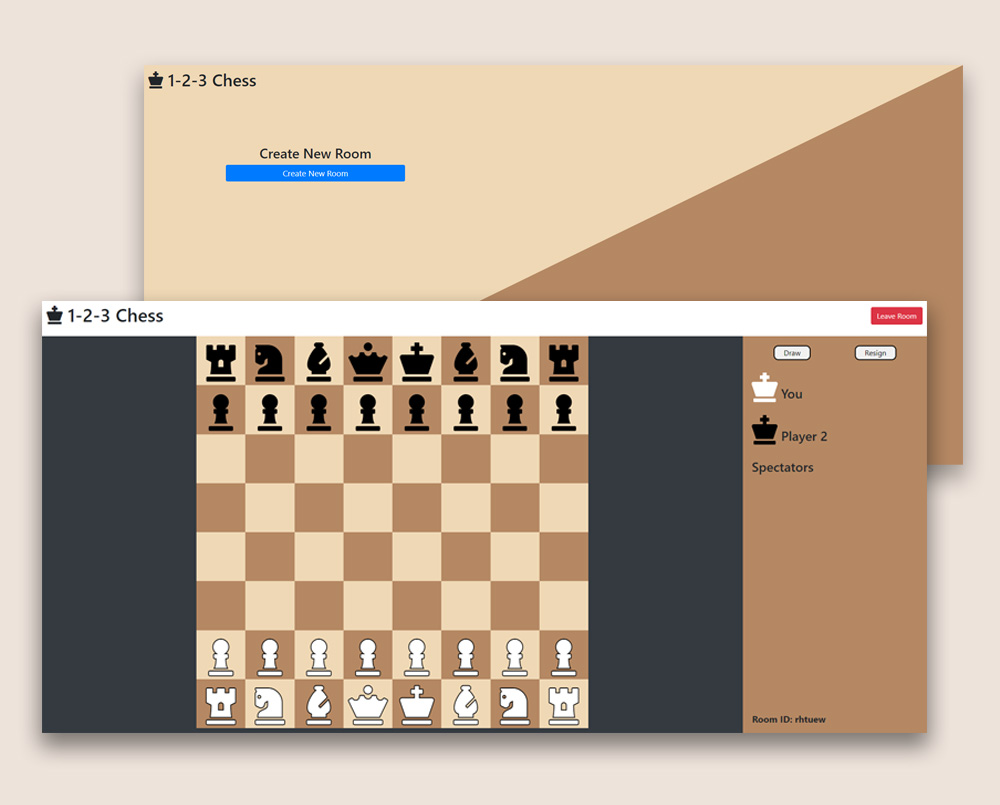 1-2-3 Chess
Create New Room
Create New Room
1-2-3 Chess
Leave Room
Draw
Resign
You
Player 2
Spectators
Room ID: rhtuew